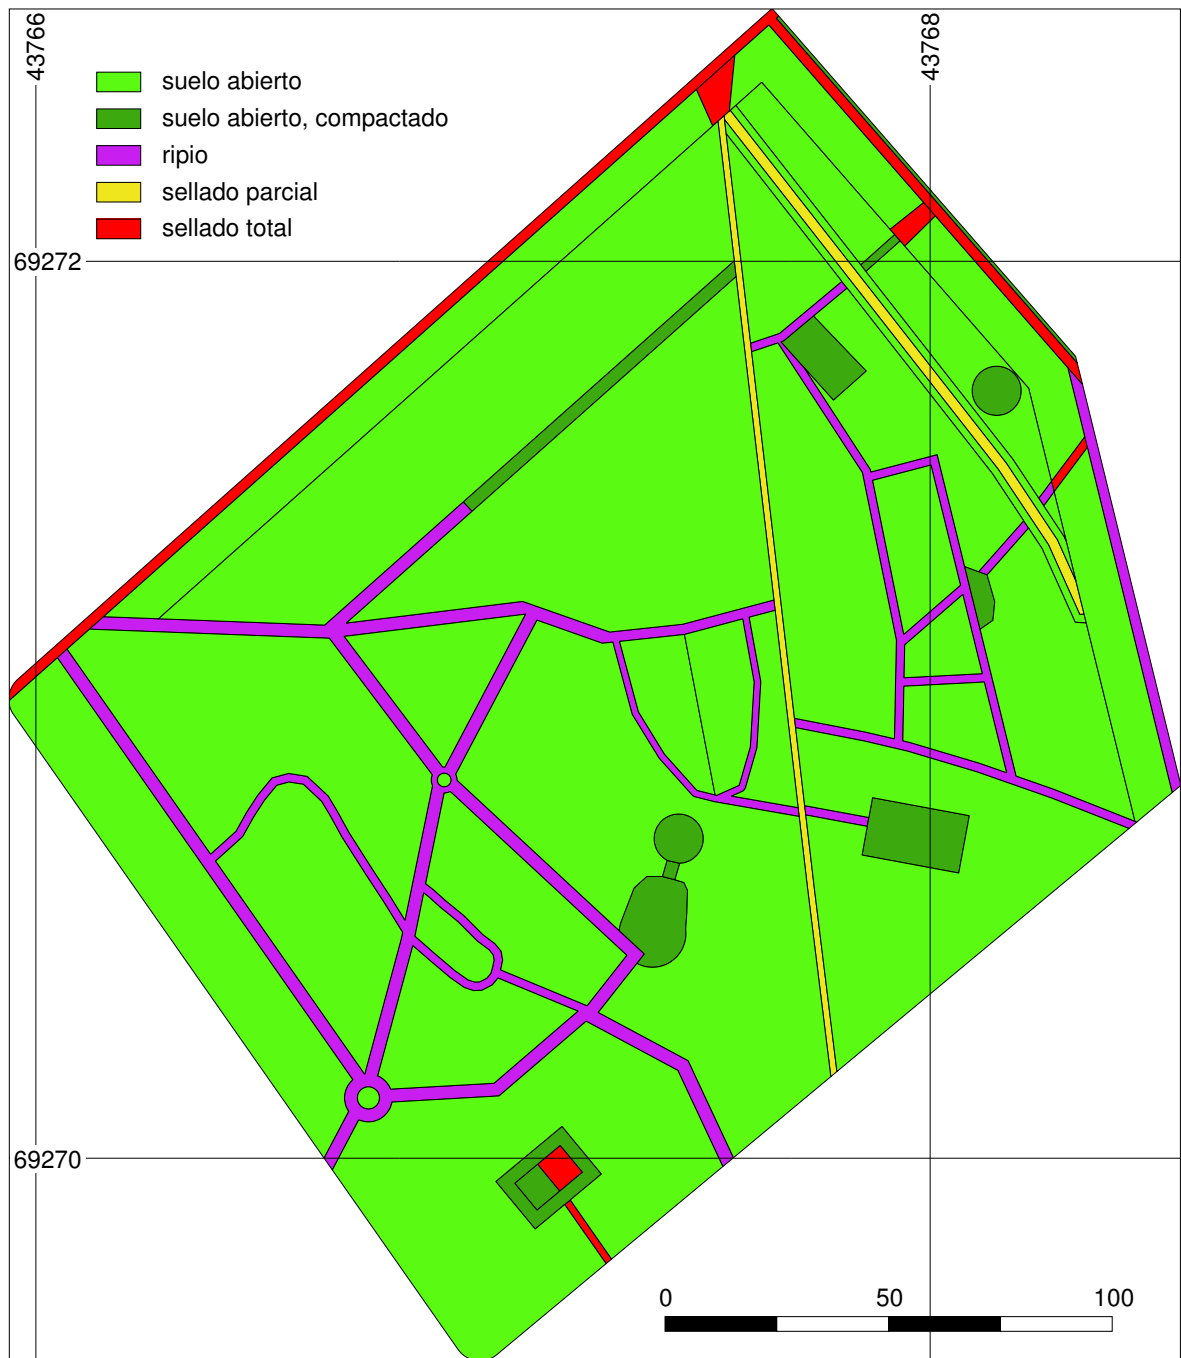 43766
43768
suelo abierto
suelo abierto, compactado
ripio
sellado parcial
sellado total
69272
69270
0 50 100